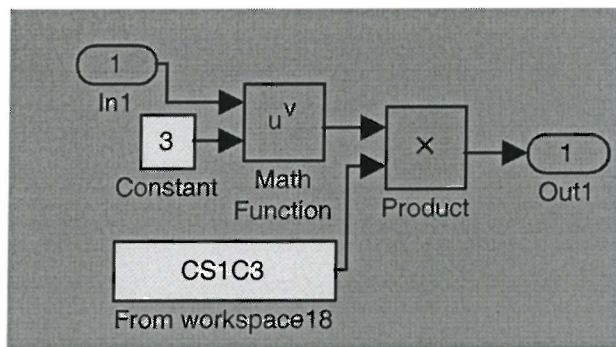 1
In1
3
Constant
u^v
Math
Function
×
Product
1
Out1
CS1C3
From workspace18